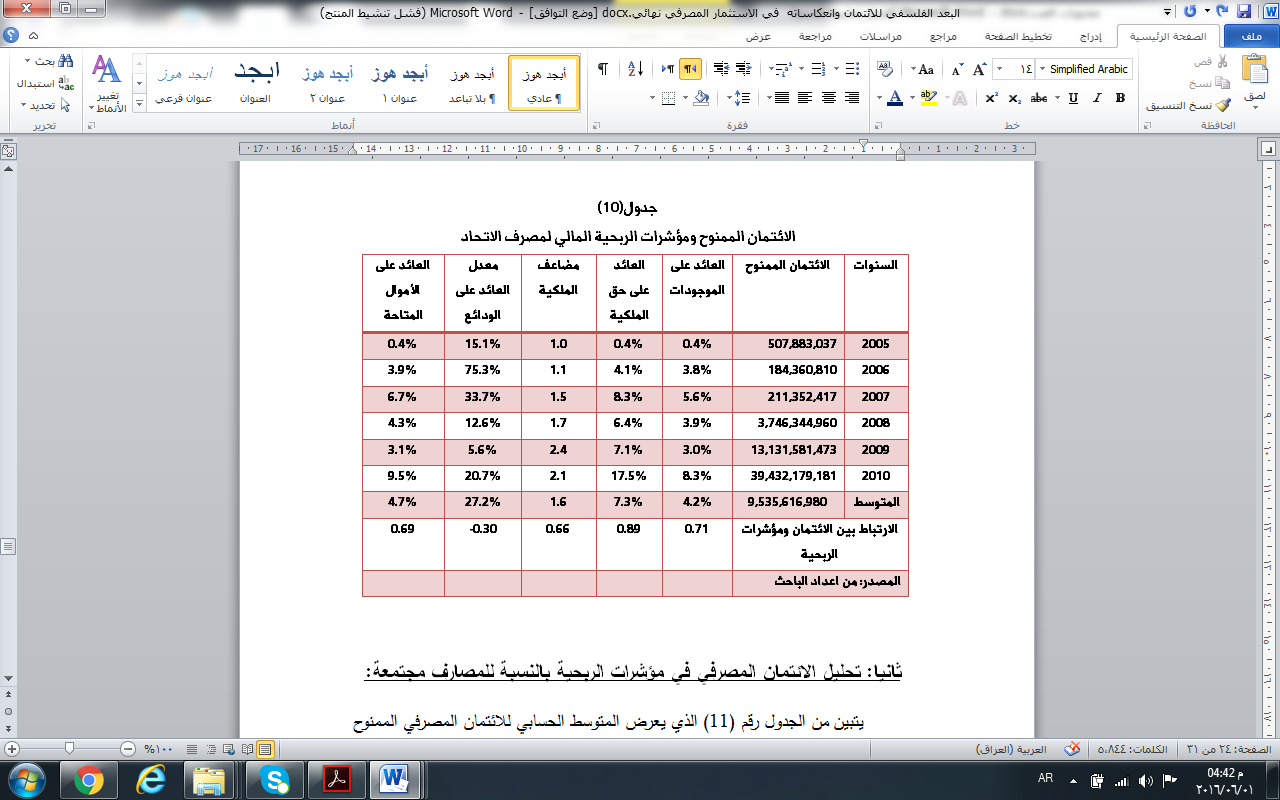 البعد الفلسفي للائتمان وانعكاساته في الاستثمار المصرفي نهائي.docx [وضع التوافق] - Microsoft Word (فشل تنشيط المنتج)
ملف الصفحة الرئيسية إدراج تخطيط الصفحة مراجع مراسلات مراجعة عرض
لصق
قص
نسخ
نسخ التنسيق
الحافظة
Simplified Arabic ١٤
خط
فقرة
أبجد هوز أبجد هوز أبجد هوز أبجد هوز ابجد أبجد هوز
¶ عادي ¶ بلا تباعد عنوان ١ عنوان ٢ العنوان عنوان فرعي
تغيير الأنماط
أنماط
بحث
استبدال
تحديد
تحرير
جدول(10)
الائتمان الممنوح ومؤشرات الربحية المالي لمصرف الاتحاد
السنوات الائتمان الممنوح العائد على الموجودات العائد على حق الملكية مضاعف الملكية معدل العائد على الودائع العائد على الأموال المتاحة
2005 507,883,037 0.4% 0.4% 1.0 15.1% 0.4%
2006 184,360,810 3.8% 4.1% 1.1 75.3% 3.9%
2007 211,352,417 5.6% 8.3% 1.5 33.7% 6.7%
2008 3,746,344,960 3.9% 6.4% 1.7 12.6% 4.3%
2009 13,131,581,473 3.0% 7.1% 2.4 5.6% 3.1%
2010 39,432,179,181 8.3% 17.5% 2.1 20.7% 9.5%
المتوسط 9,535,616,980 4.2% 7.3% 1.6 27.2% 4.7%
الارتباط بين الائتمان ومؤشرات الربحية 0.71 0.89 0.66 -0.30 0.69
المصدر: من اعداد الباحث
ثانيا: تحليل الائتمان المصرفي في مؤشرات الربحية بالنسبة للمصارف مجتمعة:
يتبين من الجدول رقم (11) الذي يعرض المتوسط الحسابي للائتمان المصرفي الممنوح
الصفحة: ٢٤ من ٣١ الكلمات: ٥،٨٤٤ العربية (العراق) ١٠٠%
AR
04:42 م
٢٠١٦/٠٦/٠١